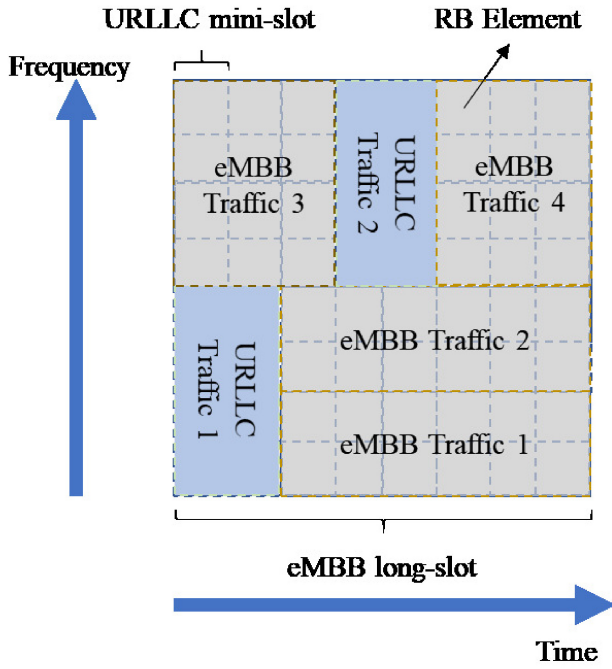 URLLC mini-slot
RB Element
Frequency
eMBB
Traffic 3
URLLC
Traffic 2
eMBB
Traffic 4
URLLC
Traffic 1
eMBB Traffic 2
eMBB Traffic 1
eMBB long-slot
Time